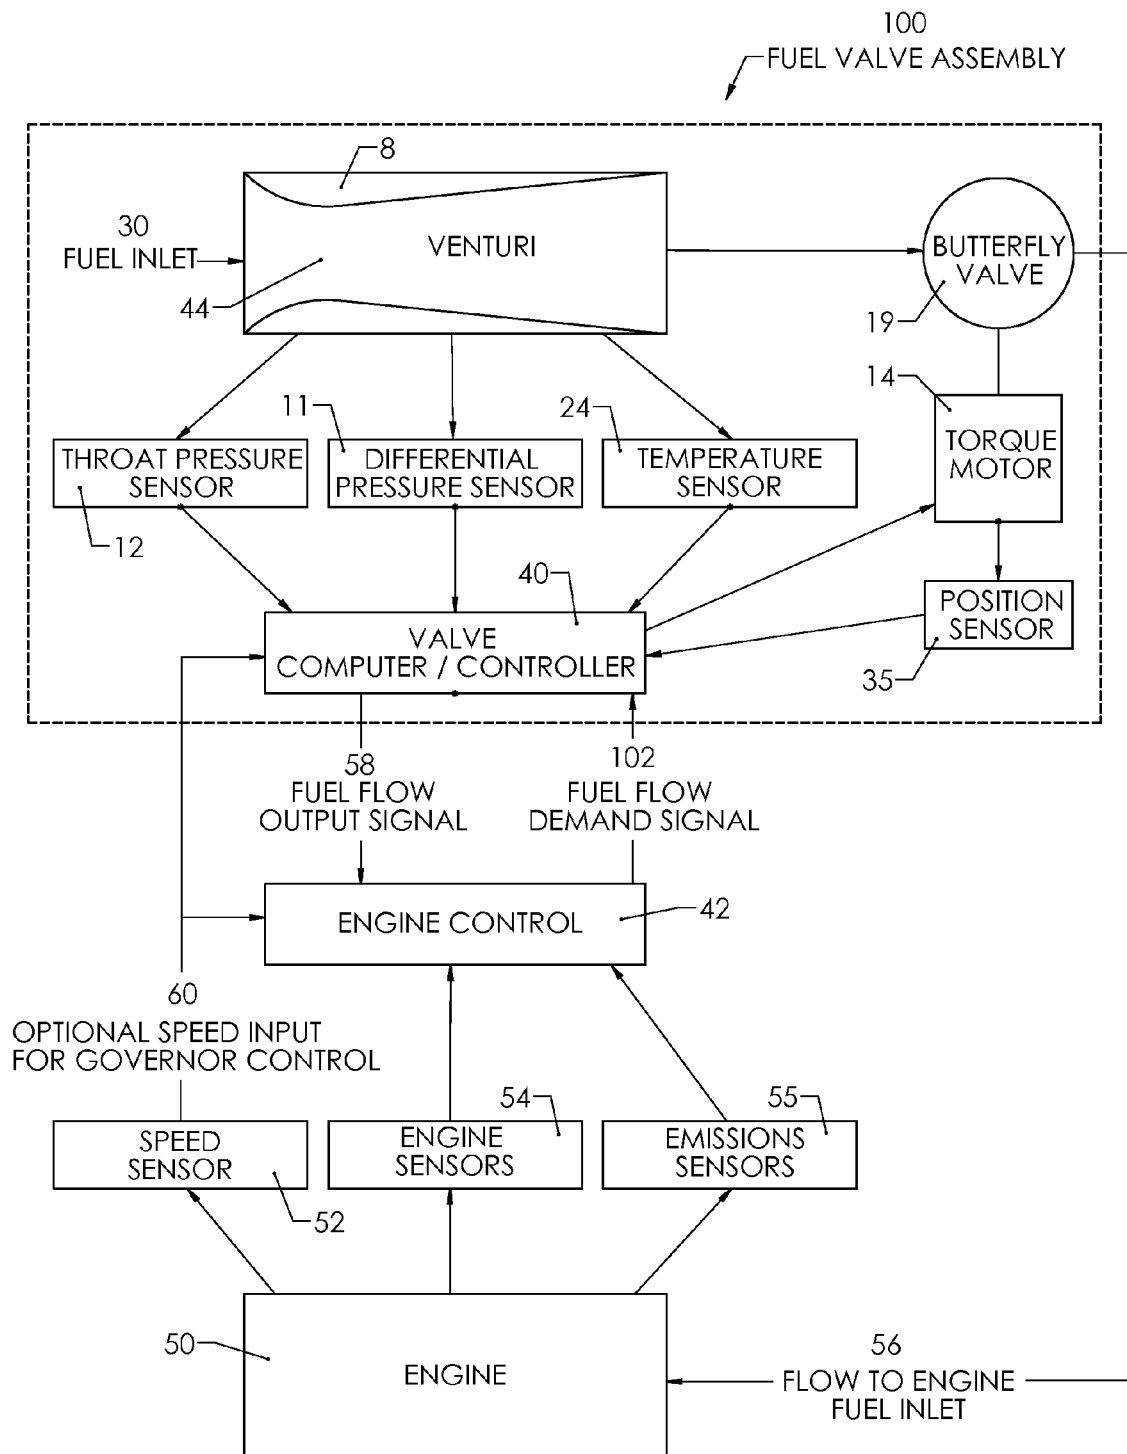 100
FUEL VALVE ASSEMBLY
8
30
FUEL INLET
VENTURI
44
BUTTERFLY
VALVE
19
14
TORQUE
MOTOR
11
24
THROAT PRESSURE
SENSOR
DIFFERENTIAL
PRESSURE SENSOR
TEMPERATURE
SENSOR
12
40
VALVE
COMPUTER / CONTROLLER
POSITION
SENSOR
35
58
FUEL FLOW
OUTPUT SIGNAL
102
FUEL FLOW
DEMAND SIGNAL
ENGINE CONTROL
42
60
OPTIONAL SPEED INPUT
FOR GOVERNOR CONTROL
54
55
SPEED
SENSOR
ENGINE
SENSORS
EMISSIONS
SENSORS
52
50
ENGINE
56
FLOW TO ENGINE
FUEL INLET